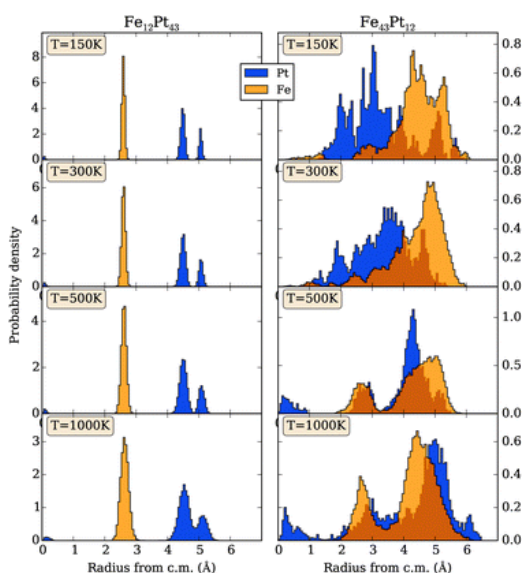 Fe12Pt43
Fe43Pt12
Probability density
T=150K
8
6
4
2
0
T=150K
Pt
Fe
0.8
0.6
0.4
0.2
0.0
T=300K
6
4
2
0
T=300K
0.8
0.6
0.4
0.2
0.0
T=500K
4
2
0
T=500K
1.0
0.5
0.0
T=1000K
3
2
1
0
T=1000K
0.6
0.4
0.2
0.0
0 1 2 3 4 5 6
0 1 2 3 4 5 6
Radius from c.m. (Å)
Radius from c.m. (Å)